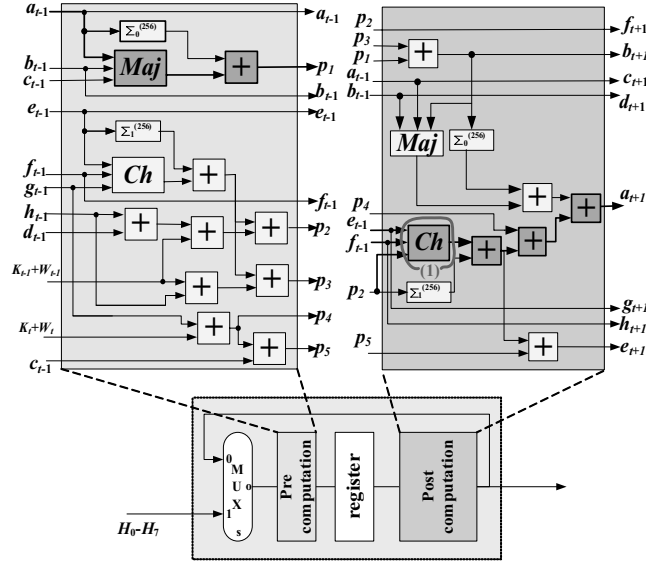 a_{t-1} Σ_0^{(256)} a_{t-1}
b_{t-1} Maj + p_1
c_{t-1} b_{t-1}
e_{t-1} e_{t-1}
Σ_1^{(256)}
f_{t-1} Ch + f_{t-1}
g_{t-1}
h_{t-1} + + + p_2
d_{t-1}
K_{t-1}+W_{t-1} + + p_3
K_t+W_t + p_4
c_{t-1} + p_5
p_2 f_{t+1}
p_3 + b_{t+1}
p_1
a_{t-1} c_{t+1}
b_{t-1} d_{t+1}
Maj Σ_0^{(256)}
+ + a_{t+1}
p_4
e_{t-1} Ch + +
f_{t-1} (1)
p_2 Σ_1^{(256)}
g_{t+1}
h_{t+1}
p_5 + e_{t+1}
0 MUX o
1 s
H_0-H_7
Pre computation
register
Post computation